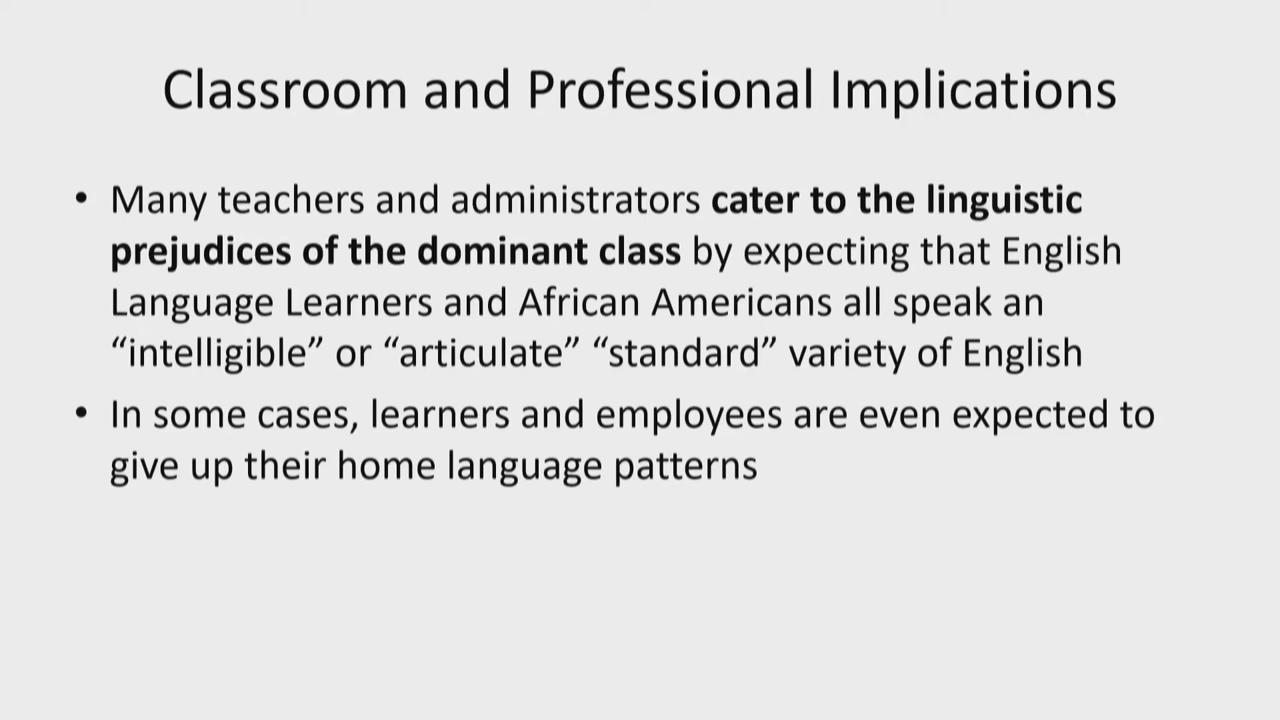 Classroom and Professional Implications
• Many teachers and administrators cater to the linguistic
prejudices of the dominant class by expecting that English
Language Learners and African Americans all speak an
“intelligible” or “articulate” “standard” variety of English
• In some cases, learners and employees are even expected to
give up their home language patterns